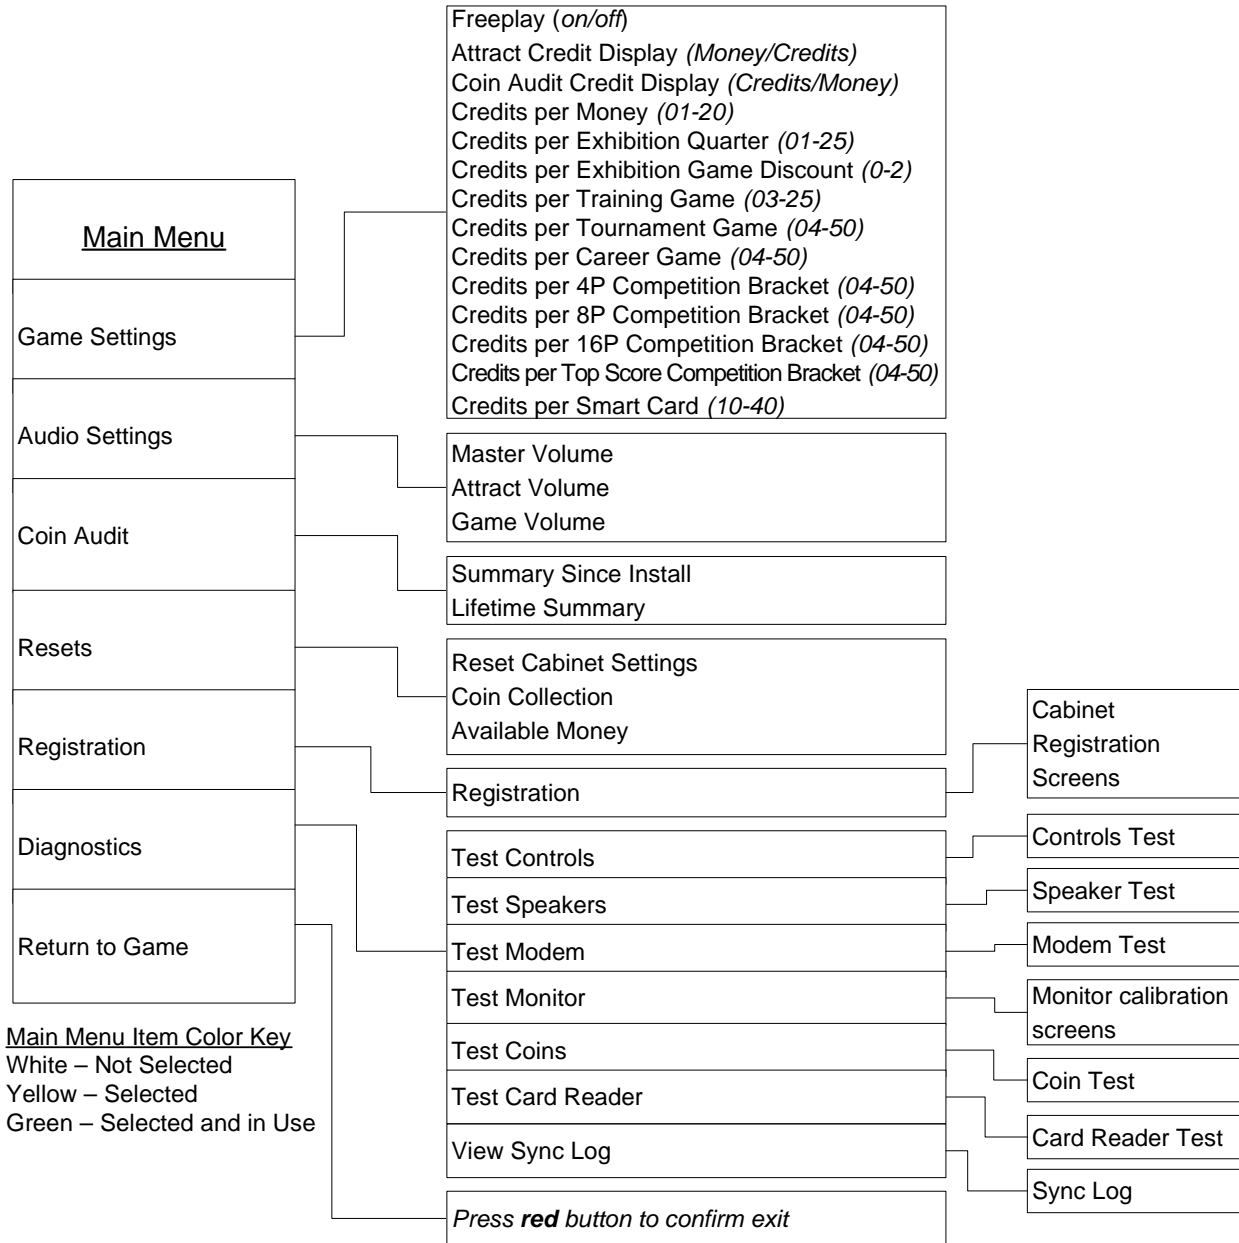 Main Menu
Game Settings
Audio Settings
Coin Audit
Resets
Registration
Diagnostics
Return to Game
Main Menu Item Color Key
White – Not Selected
Yellow – Selected
Green – Selected and in Use
Freeplay (on/off)
Attract Credit Display (Money/Credits)
Coin Audit Credit Display (Credits/Money)
Credits per Money (01-20)
Credits per Exhibition Quarter (01-25)
Credits per Exhibition Game Discount (0-2)
Credits per Training Game (03-25)
Credits per Tournament Game (04-50)
Credits per Career Game (04-50)
Credits per 4P Competition Bracket (04-50)
Credits per 8P Competition Bracket (04-50)
Credits per 16P Competition Bracket (04-50)
Credits per Top Score Competition Bracket (04-50)
Credits per Smart Card (10-40)
Master Volume
Attract Volume
Game Volume
Summary Since Install
Lifetime Summary
Reset Cabinet Settings
Coin Collection
Available Money
Registration
Test Controls
Test Speakers
Test Modem
Test Monitor
Test Coins
Test Card Reader
View Sync Log
Press red button to confirm exit
Cabinet
Registration
Screens
Controls Test
Speaker Test
Modem Test
Monitor calibration
screens
Coin Test
Card Reader Test
Sync Log